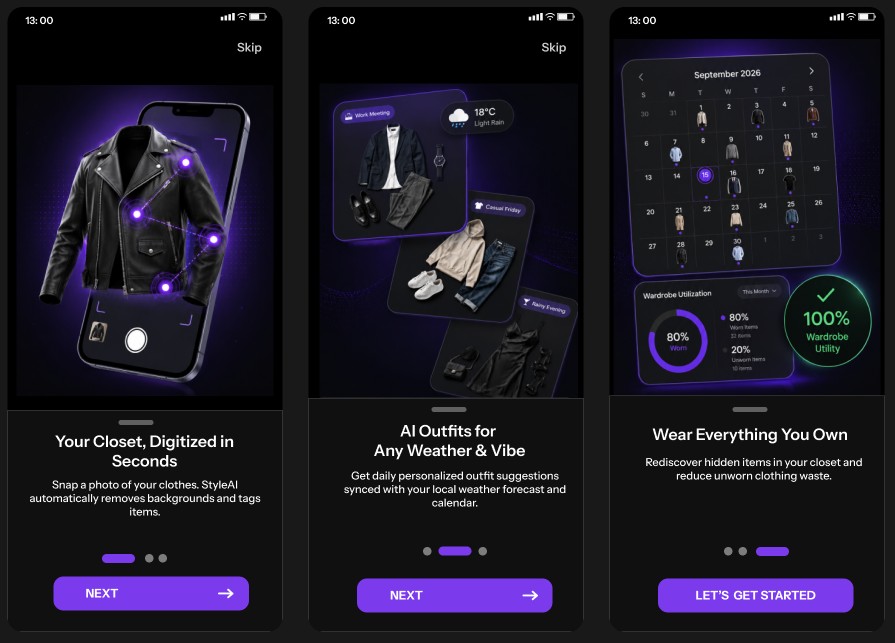 13: 00
Skip
Your Closet, Digitized in
Seconds
Snap a photo of your clothes. StyleAI
automatically removes backgrounds and tags
items.
NEXT
13: 00
Skip
Work Meeting
18°C
Light Rain
Casual Friday
Rainy Evening
AI Outfits for
Any Weather & Vibe
Get daily personalized outfit suggestions
synced with your local weather forecast and
calendar.
NEXT
13: 00
September 2026
S M T W T F S
30 31 1 2 3 4 5
6 7 8 9 10 11 12
13 14 15 16 17 18 19
20 21 22 23 24 25 26
27 28 29 30 1 2 3
Wardrobe Utilization
This Month
80%
Worn
80%
Worn Items
20%
Unworn Items
100%
Wardrobe
Utility
Wear Everything You Own
Rediscover hidden items in your closet and
reduce unworn clothing waste.
LET'S GET STARTED